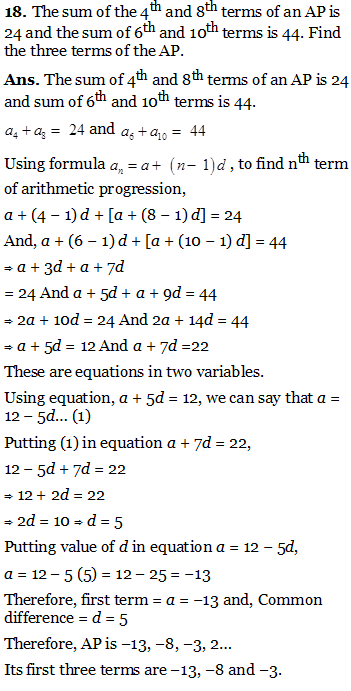 18. The sum of the 4th and 8th terms of an AP is
24 and the sum of 6th and 10th terms is 44. Find
the three terms of the AP.
Ans. The sum of 4th and 8th terms of an AP is 24
and sum of 6th and 10th terms is 44.
a₄ + a₈ = 24 and a₆ + a₁₀ = 44
Using formula aₙ = a + (n − 1)d , to find nth term
of arithmetic progression,
a + (4 – 1) d + [a + (8 – 1) d] = 24
And, a + (6 – 1) d + [a + (10 – 1) d] = 44
⇒ a + 3d + a + 7d
= 24 And a + 5d + a + 9d = 44
⇒ 2a + 10d = 24 And 2a + 14d = 44
⇒ a + 5d = 12 And a + 7d =22
These are equations in two variables.
Using equation, a + 5d = 12, we can say that a =
12 – 5d… (1)
Putting (1) in equation a + 7d = 22,
12 – 5d + 7d = 22
⇒ 12 + 2d = 22
⇒ 2d = 10 ⇒ d = 5
Putting value of d in equation a = 12 – 5d,
a = 12 – 5 (5) = 12 – 25 = –13
Therefore, first term = a = –13 and, Common
difference = d = 5
Therefore, AP is –13, –8, –3, 2…
Its first three terms are –13, –8 and –3.